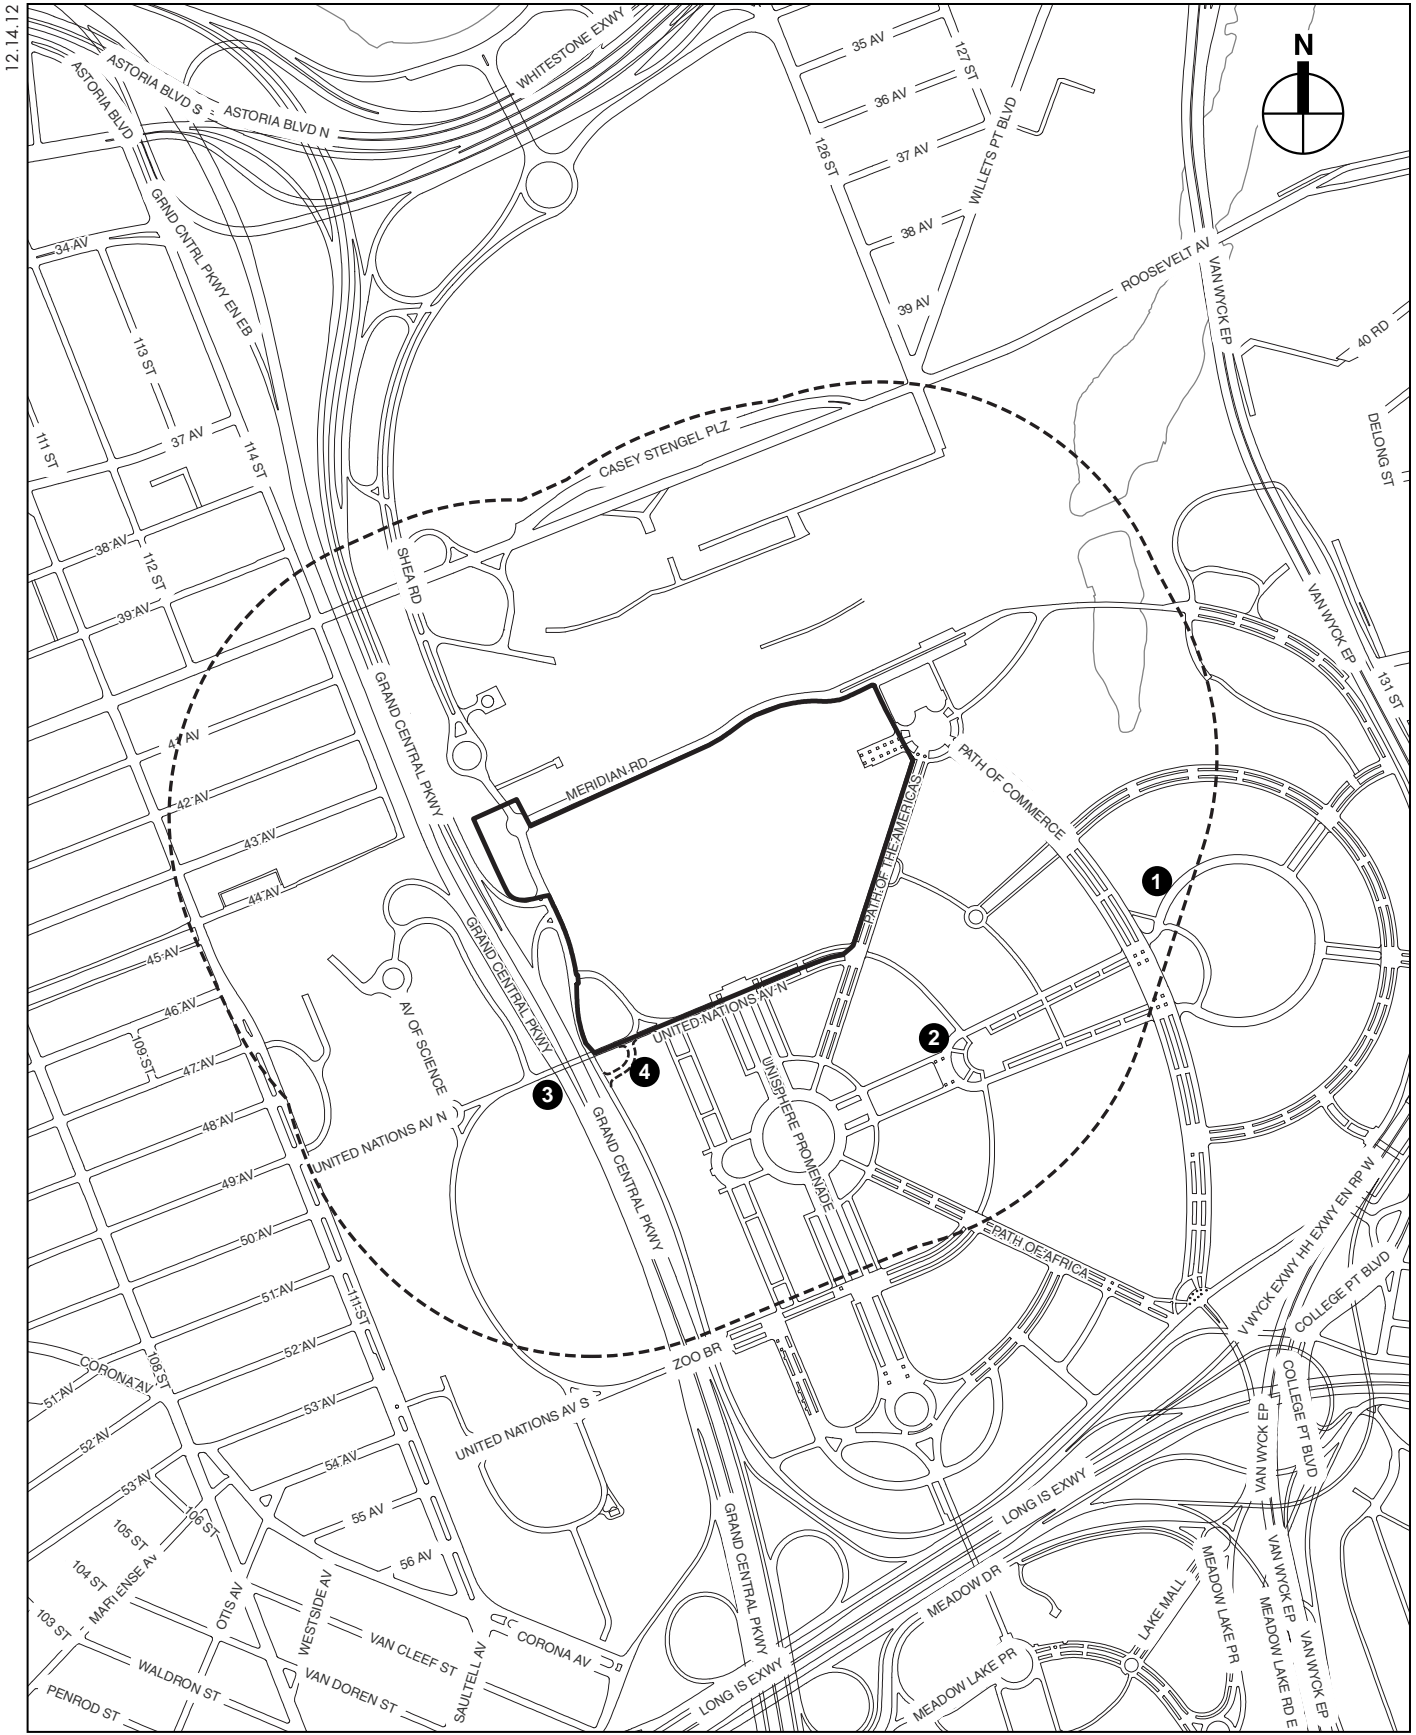 12.14.12
N
ASTORIA BLVD
ASTORIA BLVD S
ASTORIA BLVD N
WHITESTONE EXWY
35 AV
127 ST
36 AV
126 ST
37 AV
WILLETS PT BLVD
38 AV
39 AV
ROOSEVELT AV
VAN WYCK EP
40 RD
DELONG ST
34 AV
GRND CNTRL PKWY EN EB
113 ST
37 AV
111 ST
114 ST
CASEY STENGEL PLZ
38 AV
112 ST
39 AV
SHEA RD
VAN WYCK EP
131 ST
GRAND CENTRAL PKWY
41 AV
MERIDIAN RD
PATH OF COMMERCE
42 AV
43 AV
PATH OF THE AMERICAS
1
44 AV
45 AV
GRAND CENTRAL PKWY
46 AV
AV OF SCIENCE
UNITED NATIONS AV N
109 ST
47 AV
2
3
4
48 AV
UNITED NATIONS AV N
UNISPHERE PROMENADE
GRAND CENTRAL PKWY
49 AV
50 AV
PATH OF AFRICA
V WYCK EXWY HH EXWY EN RP W
COLLEGE PT BLVD
51 AV
111 ST
52 AV
ZOO BR
CORONA AV
108 ST
51 AV
53 AV
UNITED NATIONS AV S
COLLEGE PT BLVD
VAN WYCK EP
52 AV
54 AV
53 AV
LONG IS EXWY
106 ST
55 AV
105 ST
56 AV
GRAND CENTRAL PKWY
104 ST
MARTENSE AV
OTIS AV
WESTSIDE AV
MEADOW DR
LAKE MALL
MEADOW LAKE PR
VAN WYCK EP
103 ST
VAN CLEEF ST
CORONA AV
WALDRON ST
VAN DOREN ST
SAULTELL AV
LONG IS EXWY
MEADOW LAKE PR
MEADOW LAKE RD E
VAN WYCK EP
PENROD ST